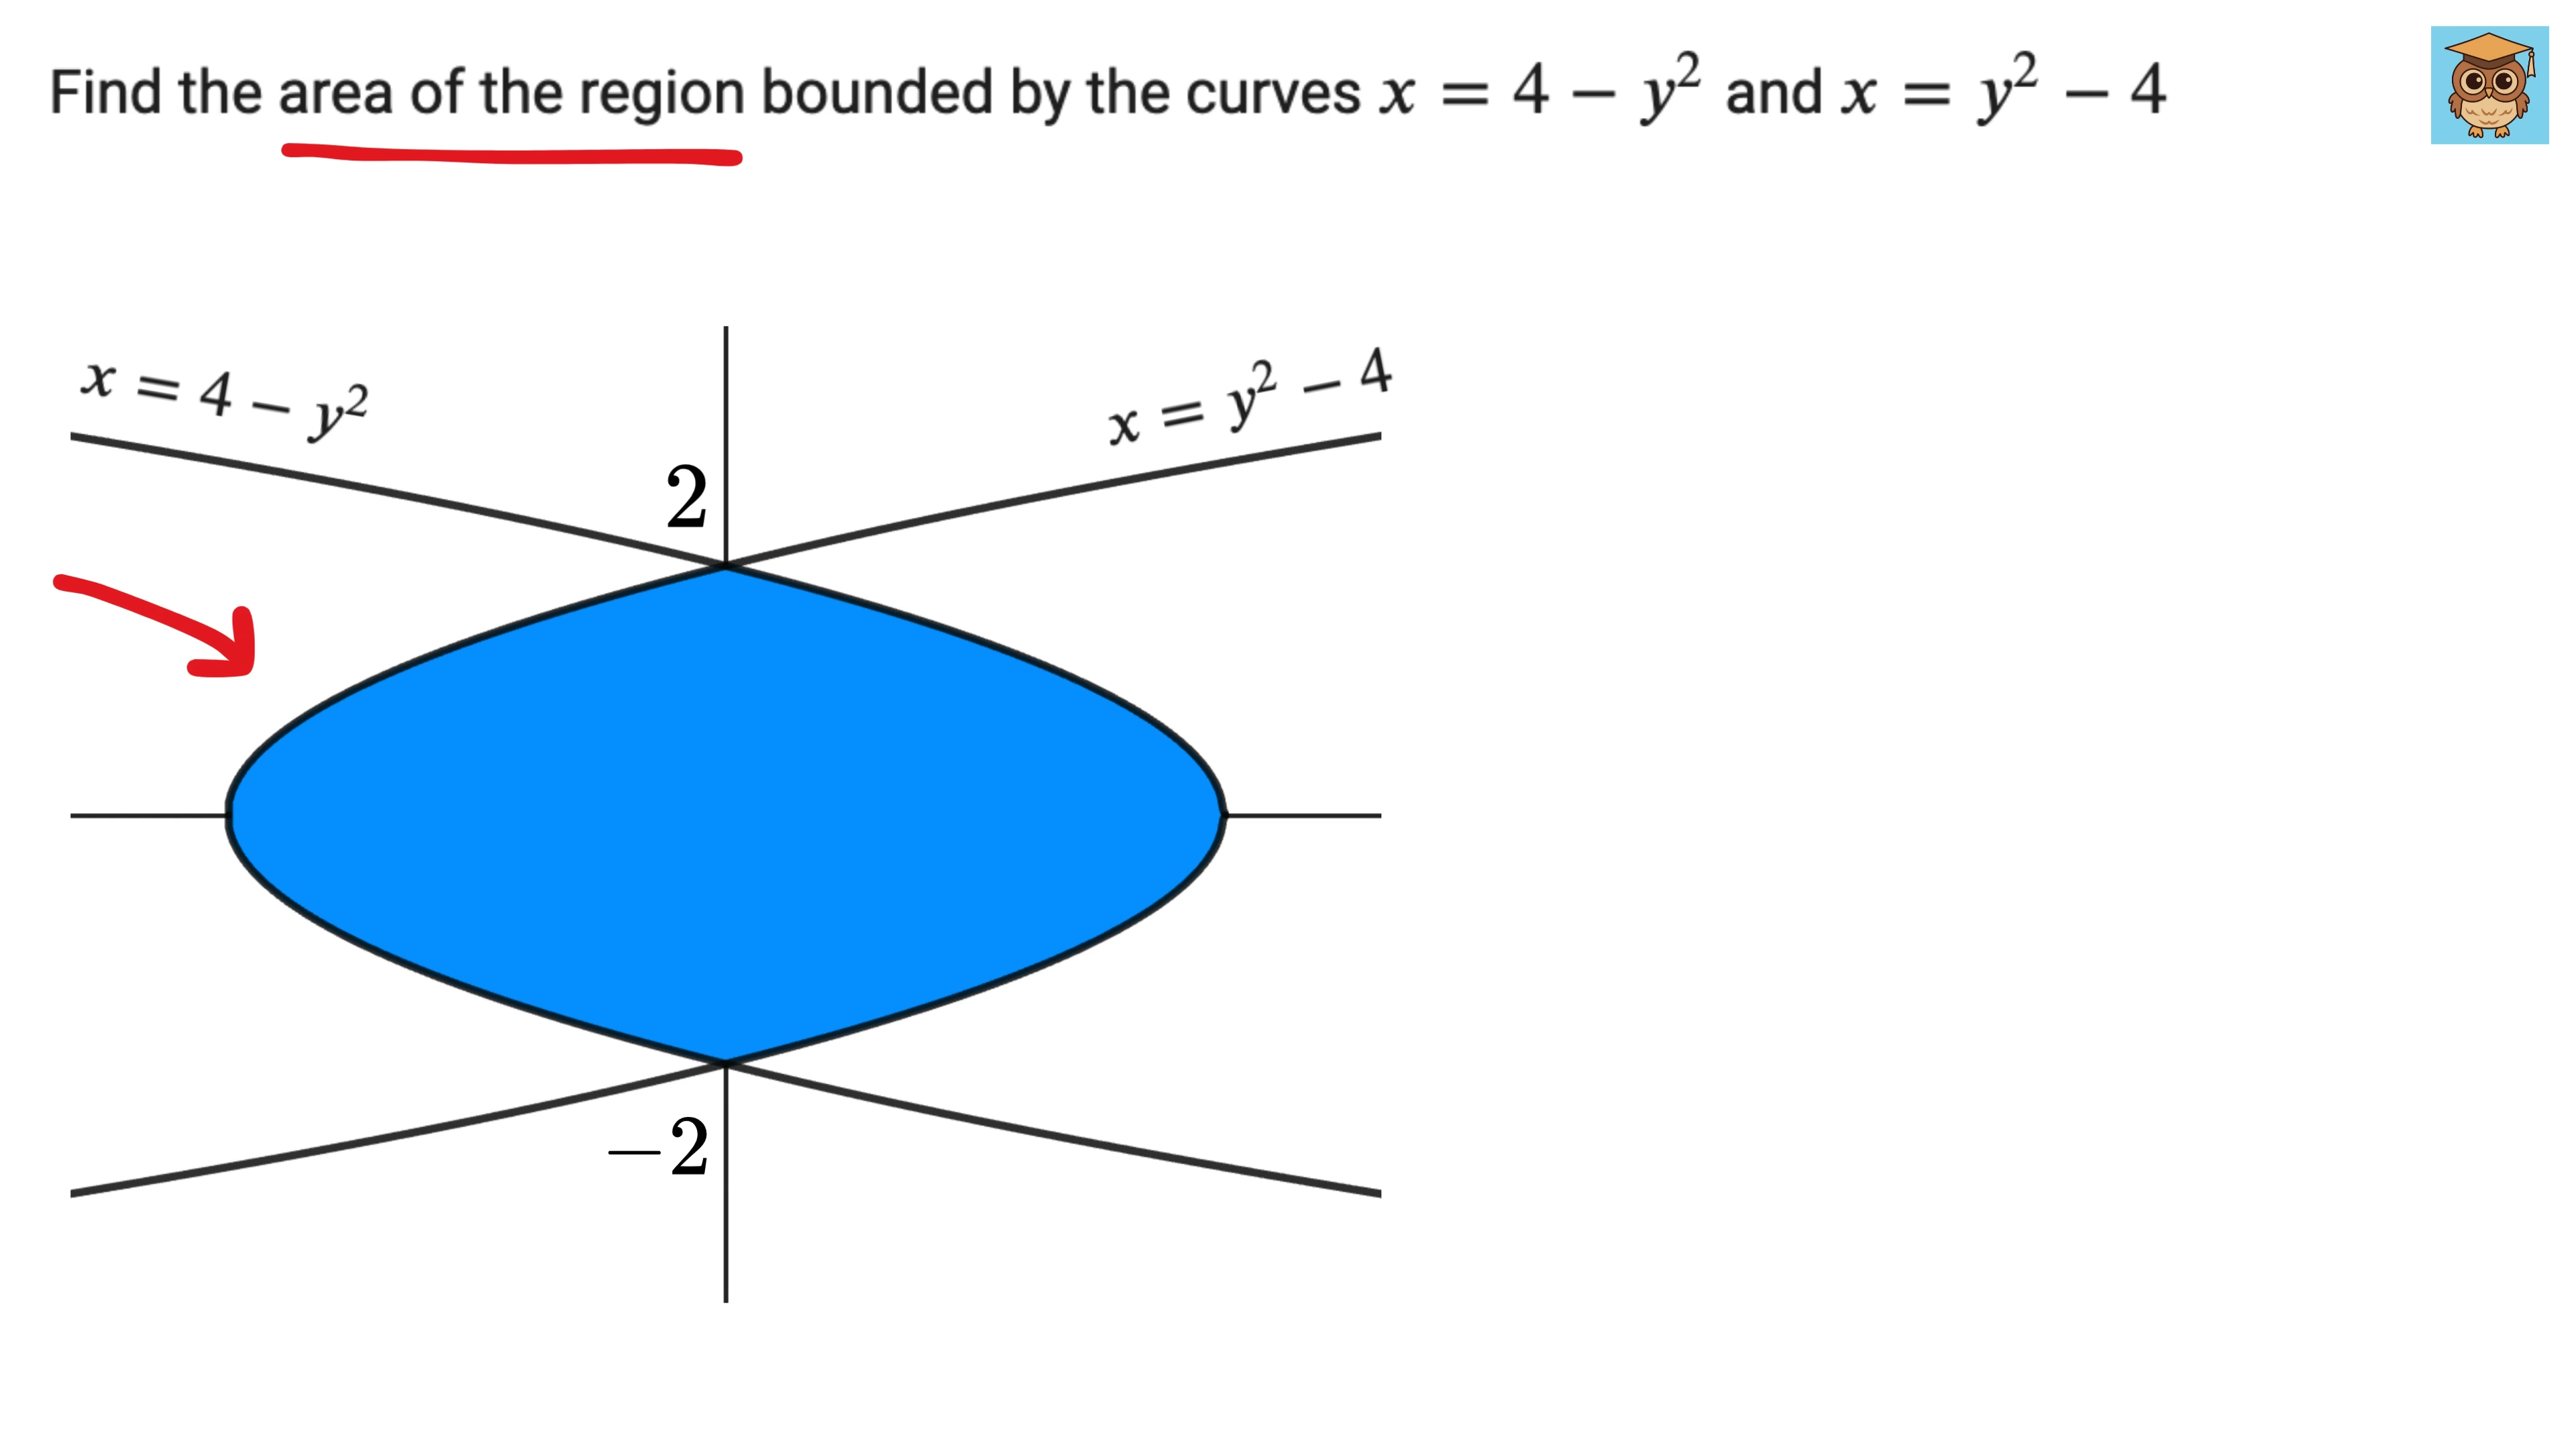 Find the area of the region bounded by the curves x = 4 − y² and x = y² − 4
x = 4 − y²
x = y² − 4
2
−2